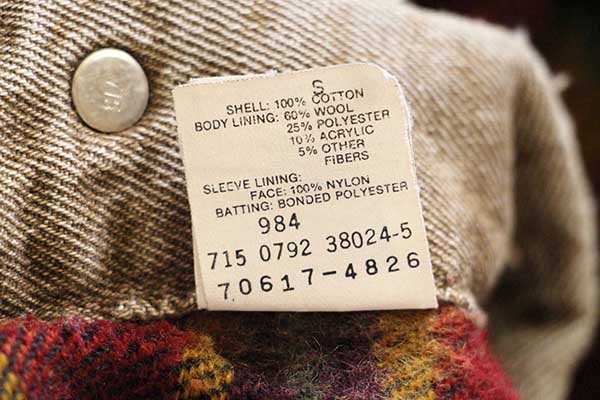 S
SHELL: 100% COTTON
BODY LINING: 60% WOOL
25% POLYESTER
10% ACRYLIC
5% OTHER
FIBERS
SLEEVE LINING:
FACE: 100% NYLON
BATTING: BONDED POLYESTER
984
715 0792 38024-5
70617-4826